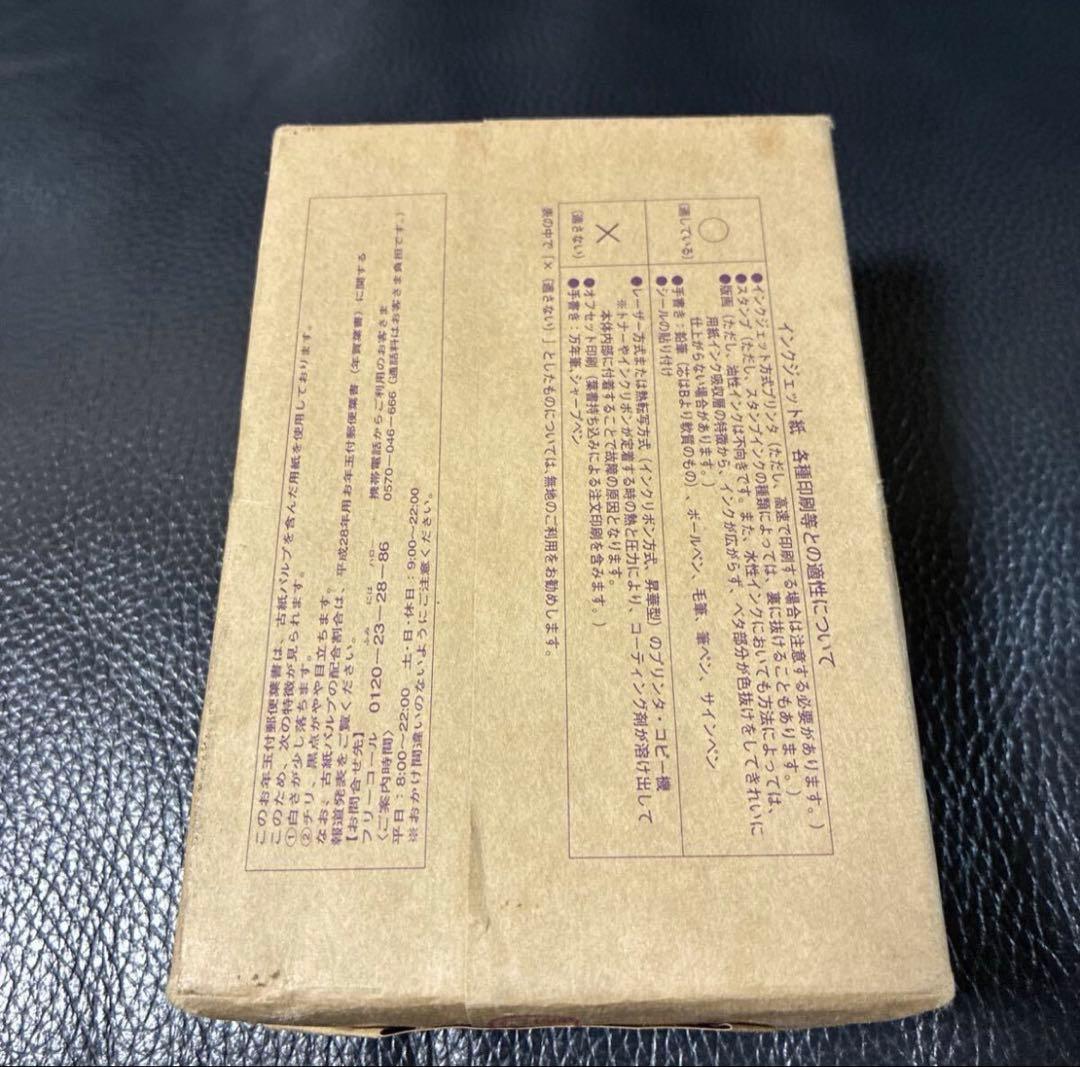 インクジェット紙 各種印刷等との適性について
○
(適している)
●インクジェット方式プリンタ（ただし、高速で印刷する場合は注意する必要があります。）
●スタンプ（ただし、スタンプインクの種類によっては、裏に抜けることもあります。）
●版画（ただし、油性インクは不向きです。また、水性インクにおいても方法によっては、
用紙インク吸収層の特徴から、インクが広がらず、ベタ部分が色抜けをしてきれいに
仕上がらない場合があります。）
●手書き：鉛筆（芯はBより軟質のもの）、ボールペン、毛筆、筆ペン、サインペン
●シールの貼り付け
×
(適さない)
●レーザー方式または熱転写方式（インクリボン方式、昇華型）のプリンタ・コピー機
※トナーやインクリボンが定着する時の熱と圧力により、コーティング剤が溶け出して
本体内部に付着することで故障の原因となります。
●オフセット印刷（葉書持ち込みによる注文印刷を含みます。）
●手書き：万年筆、シャープペン
表の中で「×（適さない）」としたものについては、無地のご利用をお勧めします。
このお年玉付郵便葉書は、古紙パルプを含んだ用紙を使用しております。
このため、次の特徴が見られます。
①白さが少し落ちます。
②チリ、黒点がやや目立ちます。
なお、古紙パルプの配合割合は、平成28年用お年玉付郵便葉書（年賀葉書）に関する
報道発表をご覧ください。
【お問合せ先】
フリーコール 0120－23－28－86
ふみ には ハロー
携帯電話からご利用のお客さま
0570－046－666（通話料はお客さま負担です。）
〈ご案内時間〉
平日：8:00～22:00 土・日・休日：9:00～22:00
※おかけ間違いのないようにご注意ください。